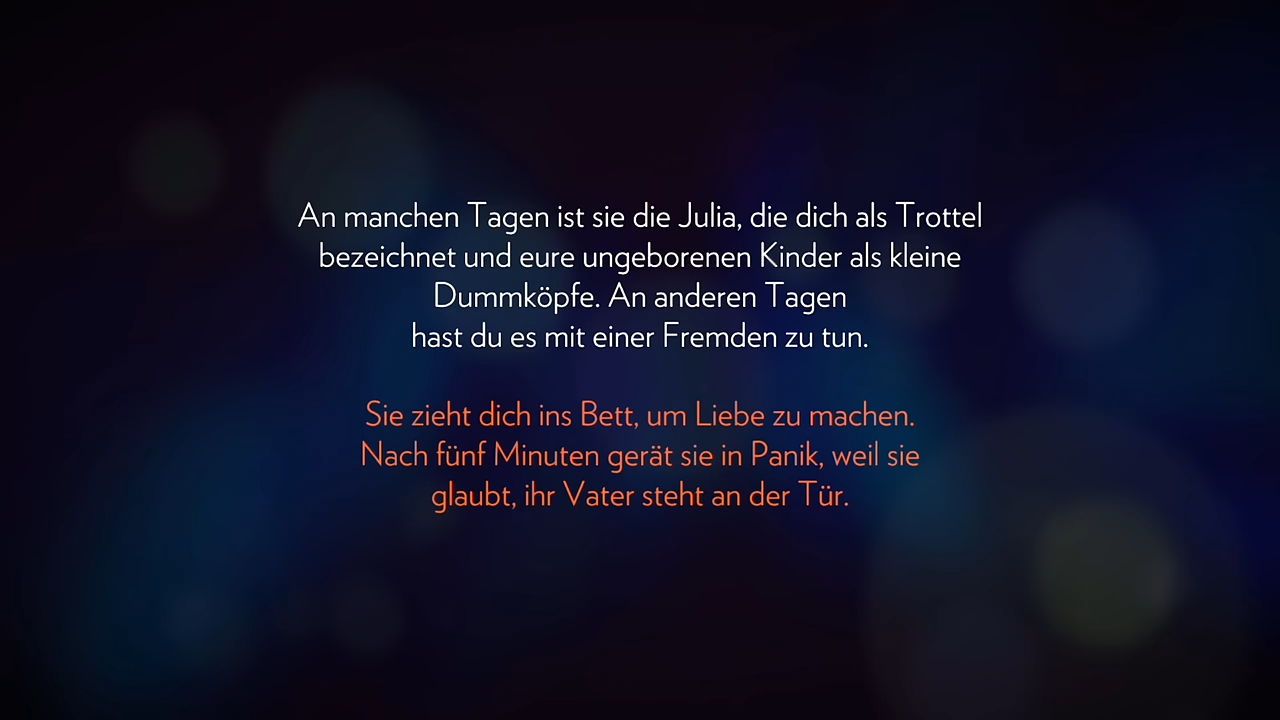 An manchen Tagen ist sie die Julia, die dich als Trottel
bezeichnet und eure ungeborenen Kinder als kleine
Dummköpfe. An anderen Tagen
hast du es mit einer Fremden zu tun.
Sie zieht dich ins Bett, um Liebe zu machen.
Nach fünf Minuten gerät sie in Panik, weil sie
glaubt, ihr Vater steht an der Tür.